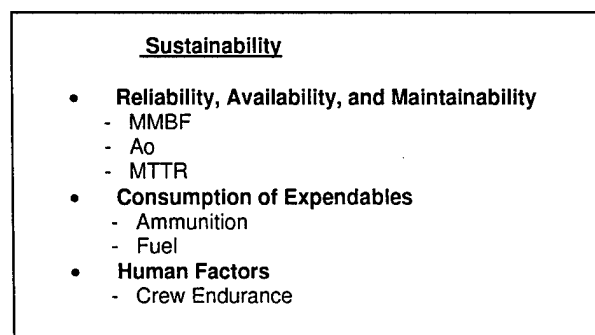 Sustainability
• Reliability, Availability, and Maintainability
- MMBF
- Ao
- MTTR
• Consumption of Expendables
- Ammunition
- Fuel
• Human Factors
- Crew Endurance